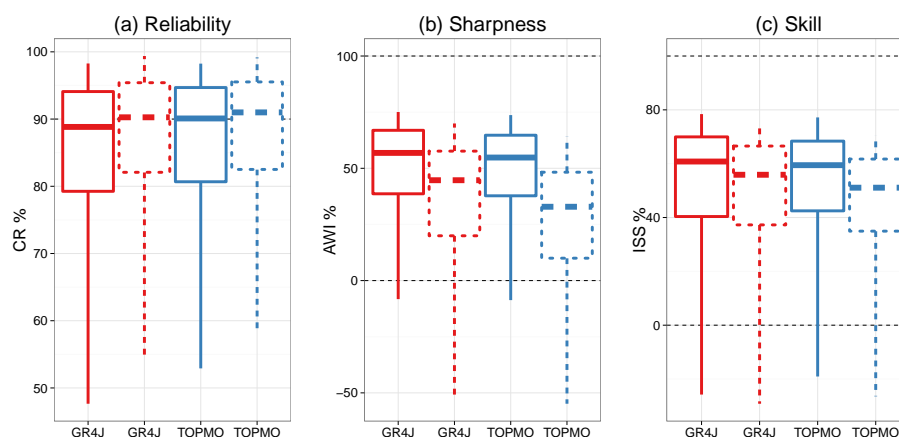 (a) Reliability
CR %
100
90
80
70
60
50
GR4J GR4J TOPMO TOPMO
(b) Sharpness
AWI %
100
50
0
−50
GR4J GR4J TOPMO TOPMO
(c) Skill
ISS %
80
40
0
GR4J GR4J TOPMO TOPMO